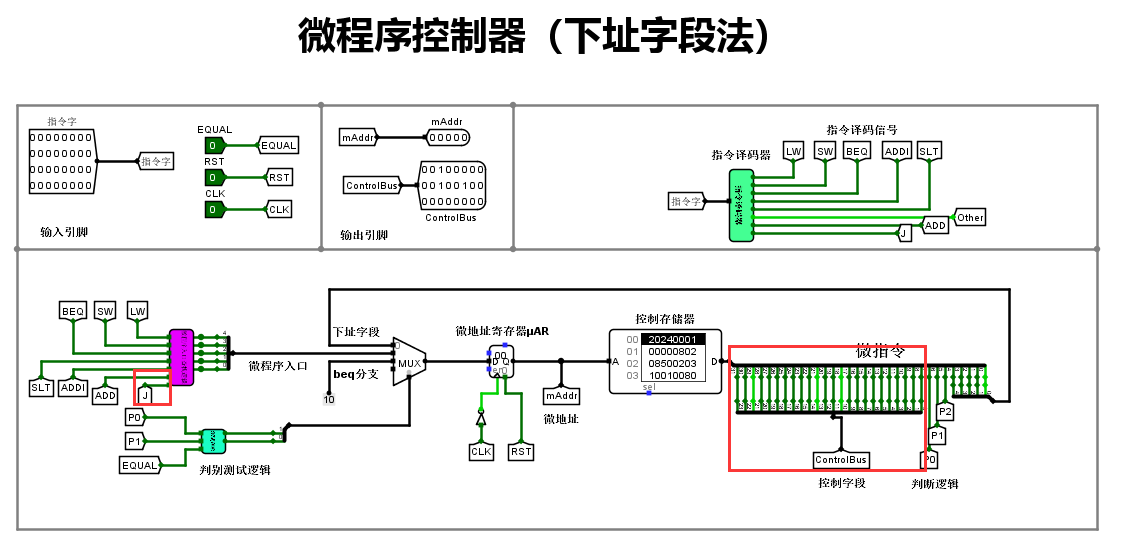 微程序控制器（下址字段法）
指令字
00000000
00000000
00000000
00000000
指令字
EQUAL
0
EQUAL
RST
0
RST
CLK
0
CLK
输入引脚
mAddr
mAddr
00000
ControlBus
00100000
00100100
00000000
ControlBus
输出引脚
指令译码信号
指令译码器
LW
SW
BEQ
ADDI
SLT
指令字
Other
ADD
J
BEQ
SW
LW
SLT
ADDI
ADD
J
微程序入口
P0
P1
EQUAL
判别测试逻辑
下址字段
beq分支
10
0
MUX
微地址寄存器μAR
00
D Q
en0
CLK
RST
mAddr
微地址
控制存储器
A
00 20240001
01 00000802
02 08500203
03 10010080
D
sel
微指令
P2
P1
P0
ControlBus
控制字段
判断逻辑